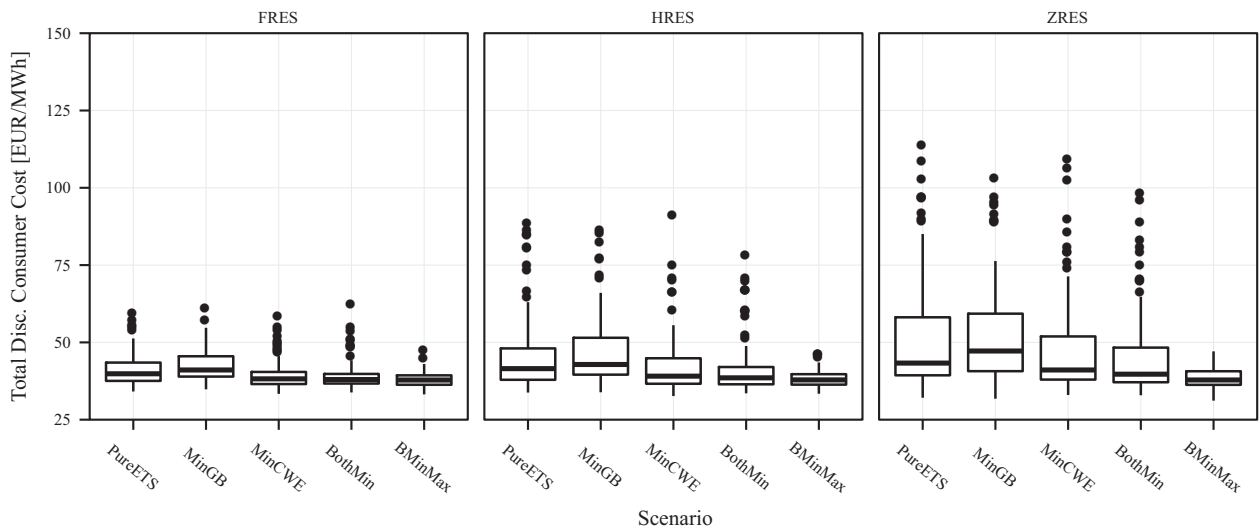 FRES HRES ZRES
Total Disc. Consumer Cost [EUR/MWh]
150
125
100
75
50
25
PureETS MinGB MinCWE BothMin BMinMax PureETS MinGB MinCWE BothMin BMinMax PureETS MinGB MinCWE BothMin BMinMax
Scenario